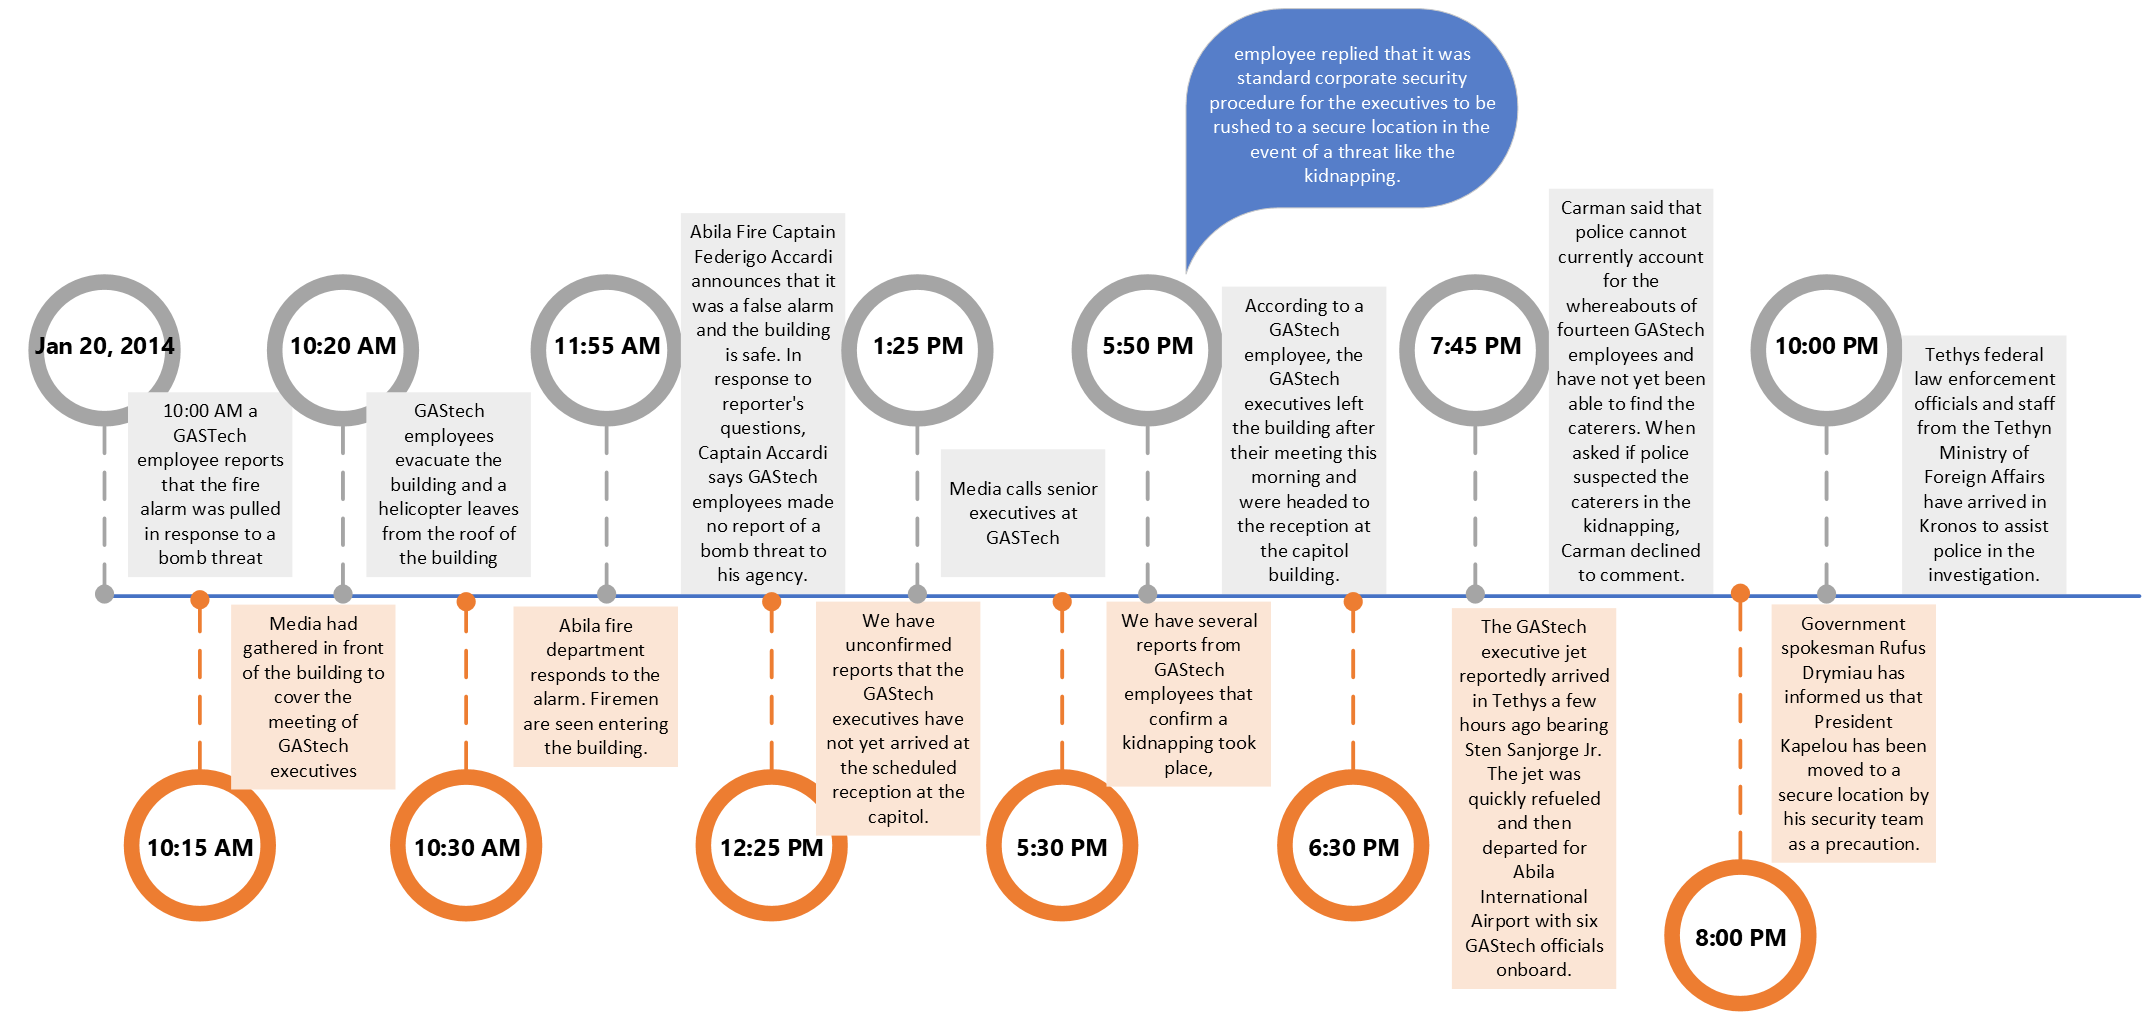 employee replied that it was
standard corporate security
procedure for the executives to be
rushed to a secure location in the
event of a threat like the
kidnapping.
Jan 20, 2014
10:00 AM a
GASTech
employee reports
that the fire
alarm was pulled
in response to a
bomb threat
10:15 AM
Media had
gathered in front
of the building to
cover the
meeting of
GAStech
executives
10:20 AM
GAStech
employees
evacuate the
building and a
helicopter leaves
from the roof of
the building
10:30 AM
Abila fire
department
responds to the
alarm. Firemen
are seen entering
the building.
11:55 AM
Abila Fire Captain
Federigo Accardi
announces that it
was a false alarm
and the building
is safe. In
response to
reporter's
questions,
Captain Accardi
says GAStech
employees made
no report of a
bomb threat to
his agency.
12:25 PM
We have
unconfirmed
reports that the
GAStech
executives have
not yet arrived at
the scheduled
reception at the
capitol.
1:25 PM
Media calls senior
executives at
GASTech
5:30 PM
We have several
reports from
GAStech
employees that
confirm a
kidnapping took
place,
5:50 PM
According to a
GAStech
employee, the
GAStech
executives left
the building after
their meeting this
morning and
were headed to
the reception at
the capitol
building.
6:30 PM
The GAStech
executive jet
reportedly arrived
in Tethys a few
hours ago bearing
Sten Sanjorge Jr.
The jet was
quickly refueled
and then
departed for
Abila
International
Airport with six
GAStech officials
onboard.
7:45 PM
Carman said that
police cannot
currently account
for the
whereabouts of
fourteen GAStech
employees and
have not yet been
able to find the
caterers. When
asked if police
suspected the
caterers in the
kidnapping,
Carman declined
to comment.
8:00 PM
Government
spokesman Rufus
Drymiau has
informed us that
President
Kapelou has been
moved to a
secure location by
his security team
as a precaution.
10:00 PM
Tethys federal
law enforcement
officials and staff
from the Tethyn
Ministry of
Foreign Affairs
have arrived in
Kronos to assist
police in the
investigation.